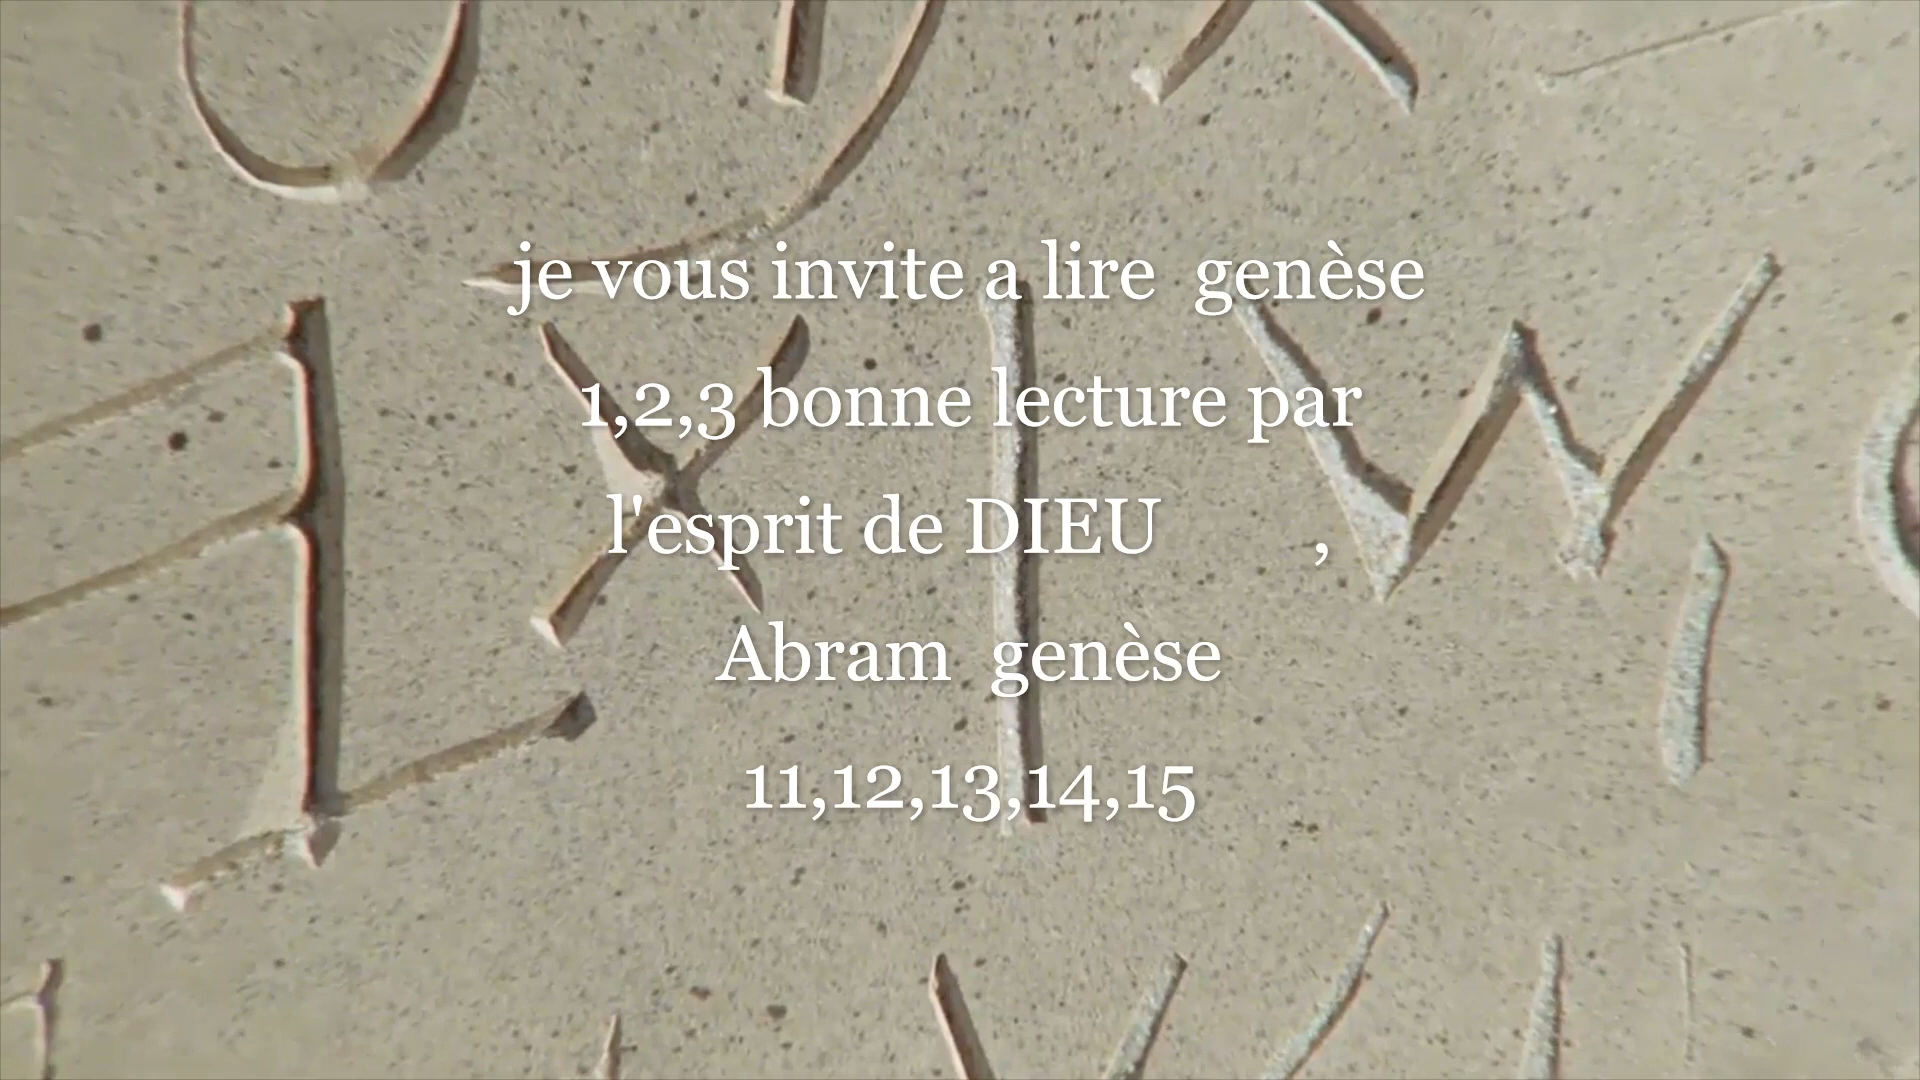 je vous invite a lire  genèse
1,2,3 bonne lecture par
l'esprit de DIEU         ,
Abram  genèse
11,12,13,14,15